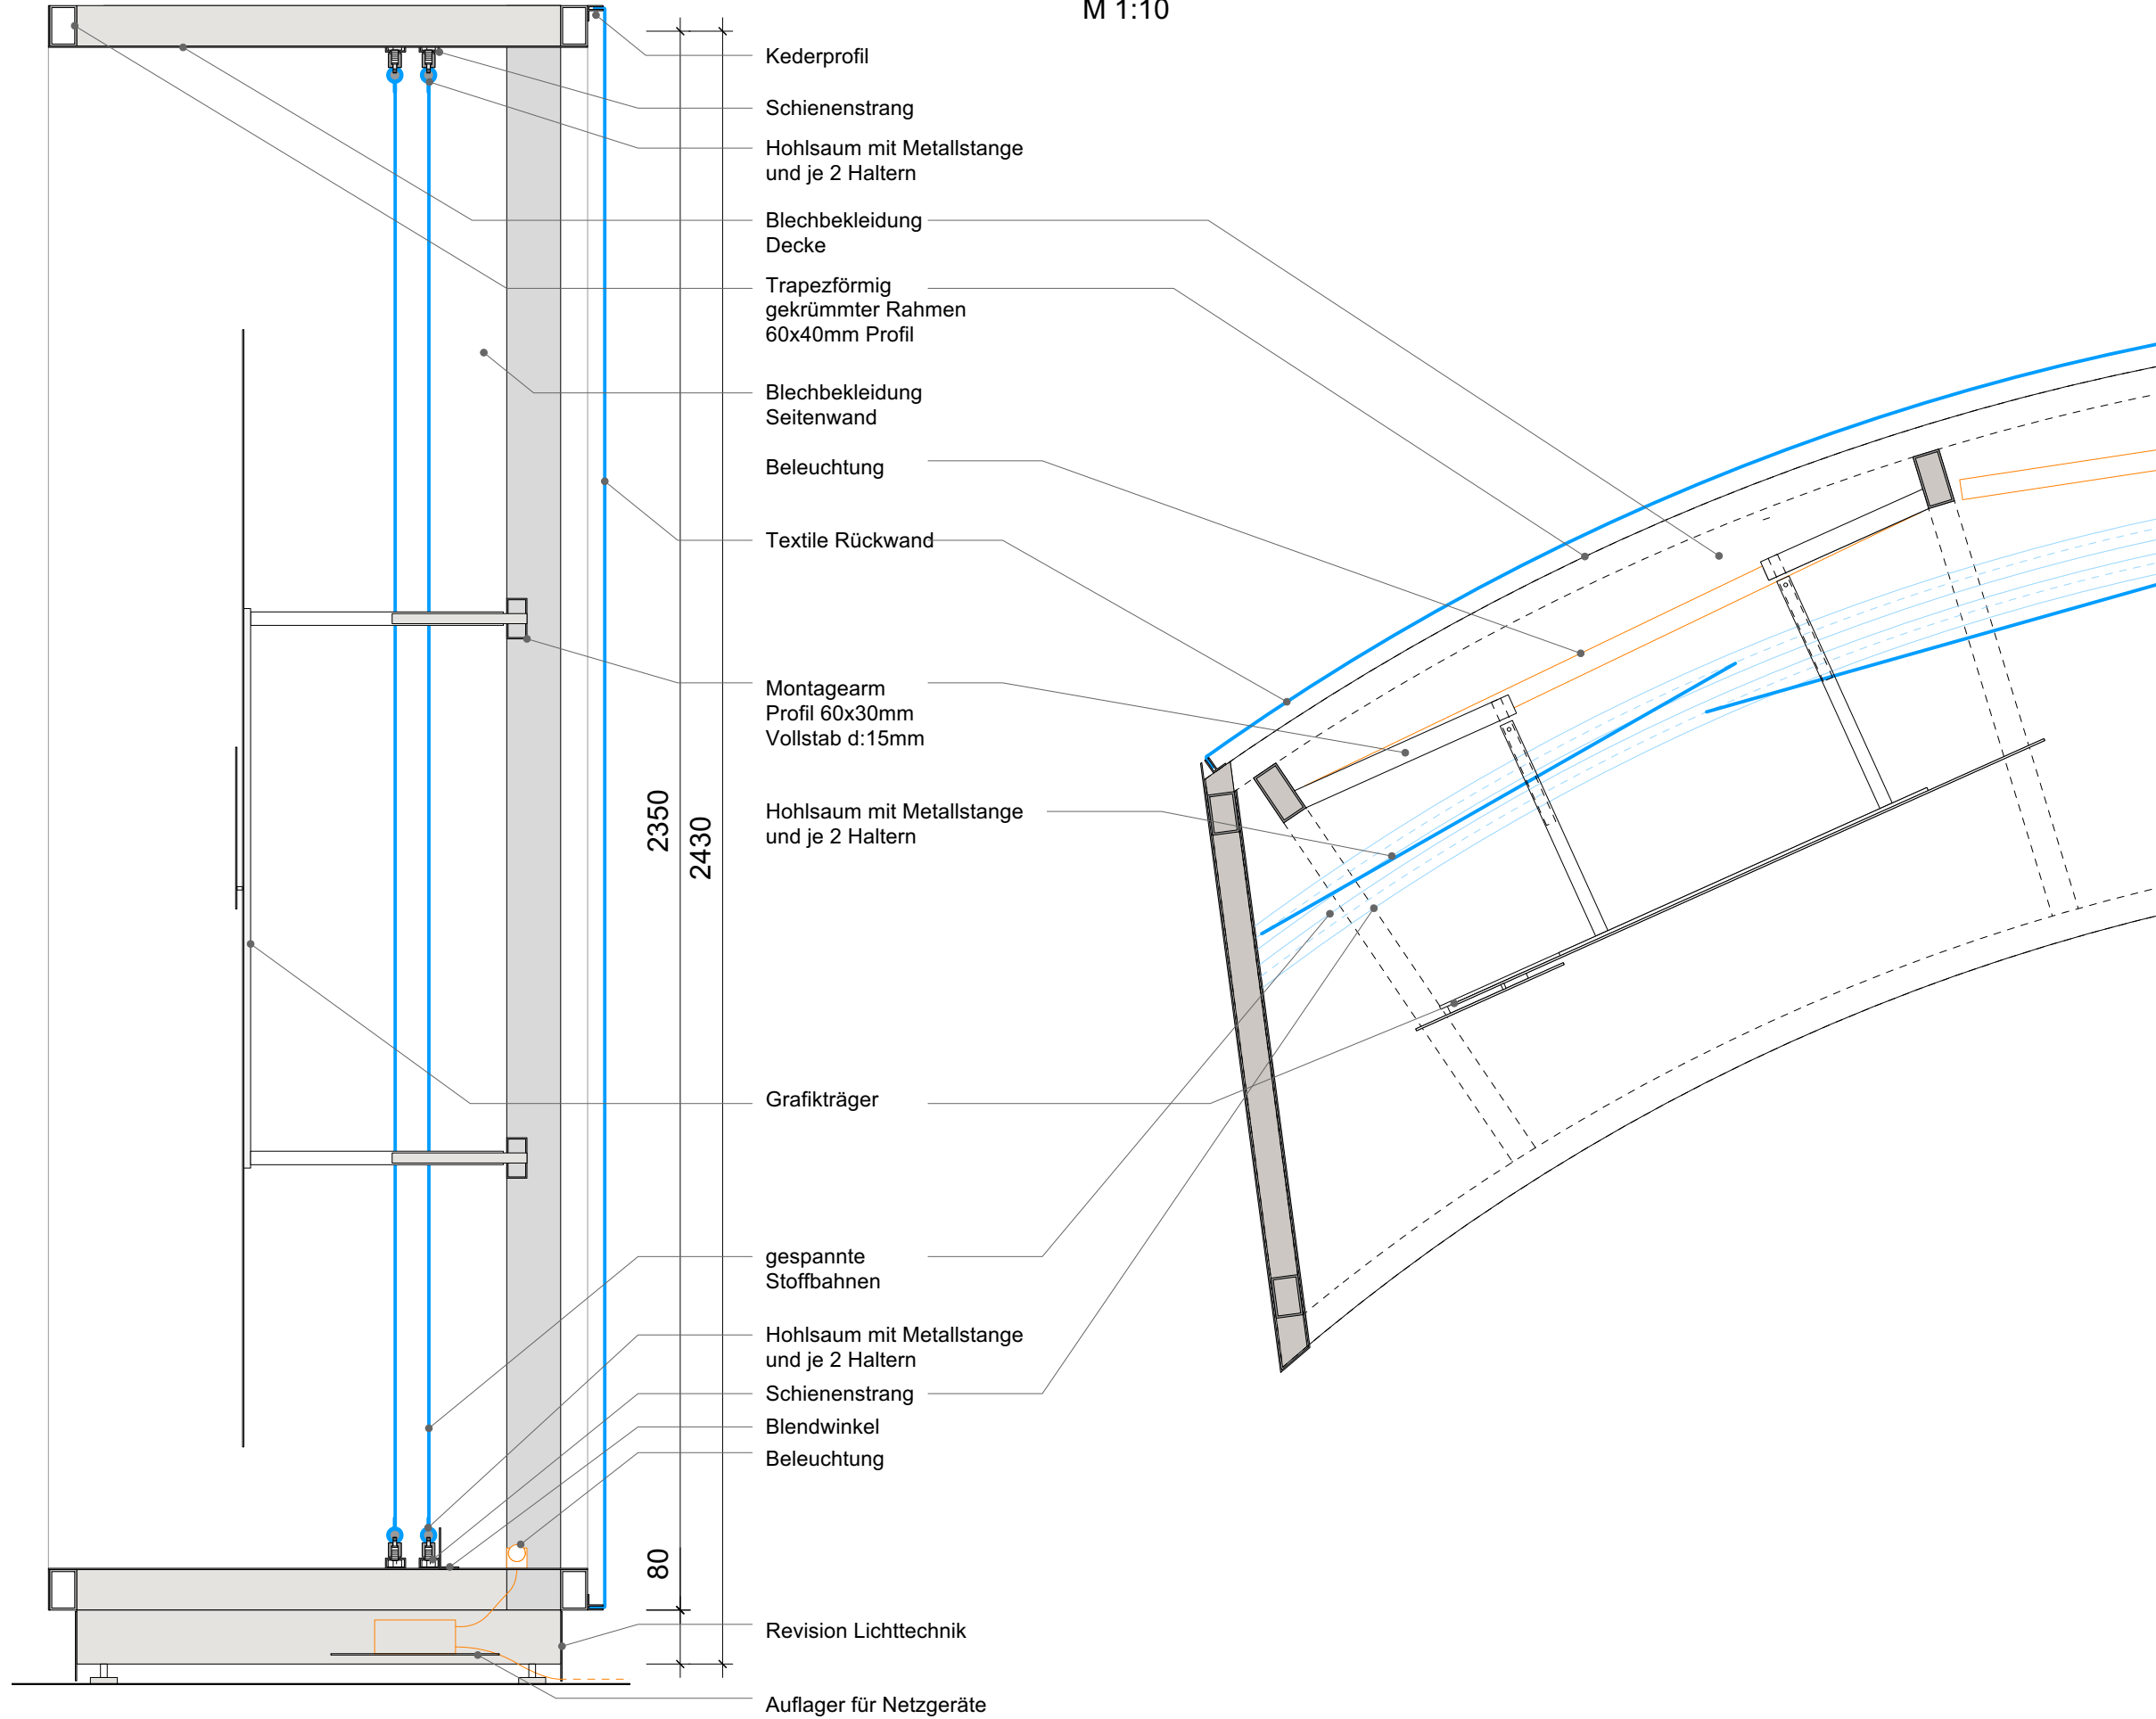 M 1:10
Kederprofil
Schienenstrang
Hohlsaum mit Metallstange
und je 2 Haltern
Blechbekleidung
Decke
Trapezförmig
gekrümmter Rahmen
60x40mm Profil
Blechbekleidung
Seitenwand
Beleuchtung
Textile Rückwand
Montagearm
Profil 60x30mm
Vollstab d:15mm
2350
2430
Hohlsaum mit Metallstange
und je 2 Haltern
Grafikträger
gespannte
Stoffbahnen
Hohlsaum mit Metallstange
und je 2 Haltern
Schienenstrang
Blendwinkel
Beleuchtung
80
Revision Lichttechnik
Auflager für Netzgeräte